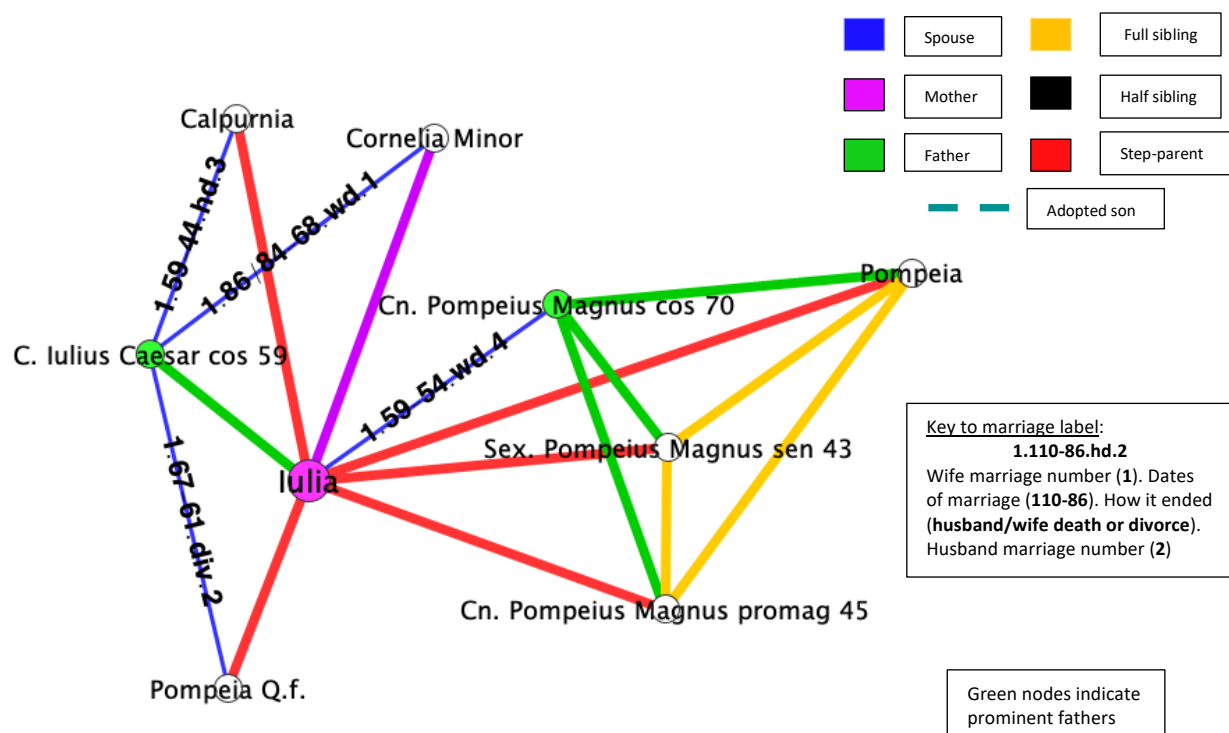 Spouse
Full sibling
Mother
Half sibling
Father
Step-parent
Adopted son
Calpurnia
Cornelia Minor
1.59 44.hd.3
1.86 84 68.wd.1
Pompeia
Cn. Pompeius Magnus cos 70
C. Iulius Caesar cos 59
1.59 54.wd.4
Sex. Pompeius Magnus sen 43
Iulia
1.67 61.div.2
Cn. Pompeius Magnus promag 45
Pompeia Q.f.
Key to marriage label:
1.110-86.hd.2
Wife marriage number (1). Dates
of marriage (110-86). How it ended
(husband/wife death or divorce).
Husband marriage number (2)
Green nodes indicate
prominent fathers